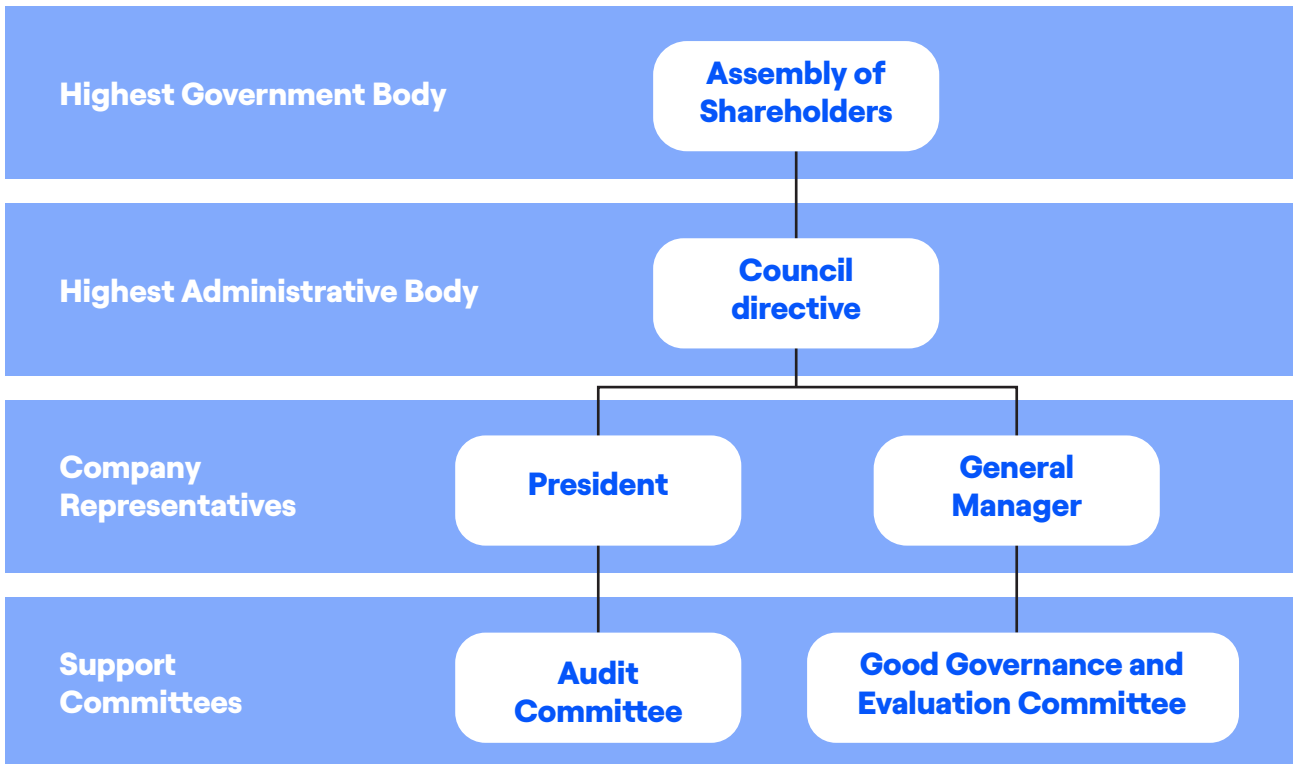 Highest Government Body
Assembly of
Shareholders
Highest Administrative Body
Council
directive
Company
Representatives
President
General
Manager
Support
Committees
Audit
Committee
Good Governance and
Evaluation Committee